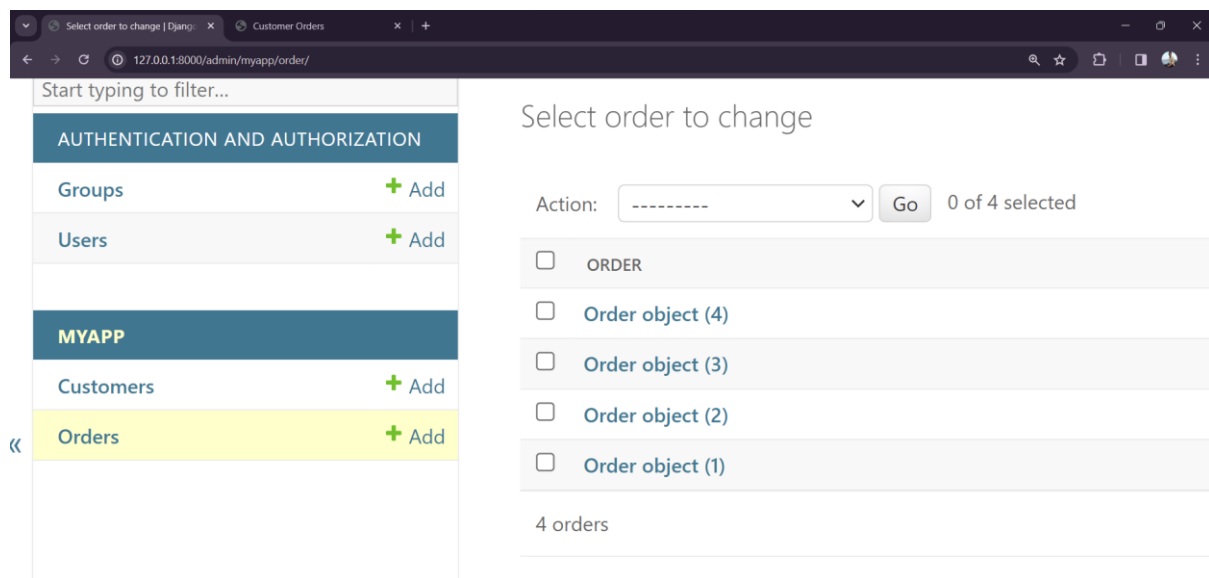 Select order to change | Django
Customer Orders
127.0.0.1:8000/admin/myapp/order/
Start typing to filter...
AUTHENTICATION AND AUTHORIZATION
Groups + Add
Users + Add
MYAPP
Customers + Add
Orders + Add
«
Select order to change
Action: --------- Go 0 of 4 selected
ORDER
Order object (4)
Order object (3)
Order object (2)
Order object (1)
4 orders